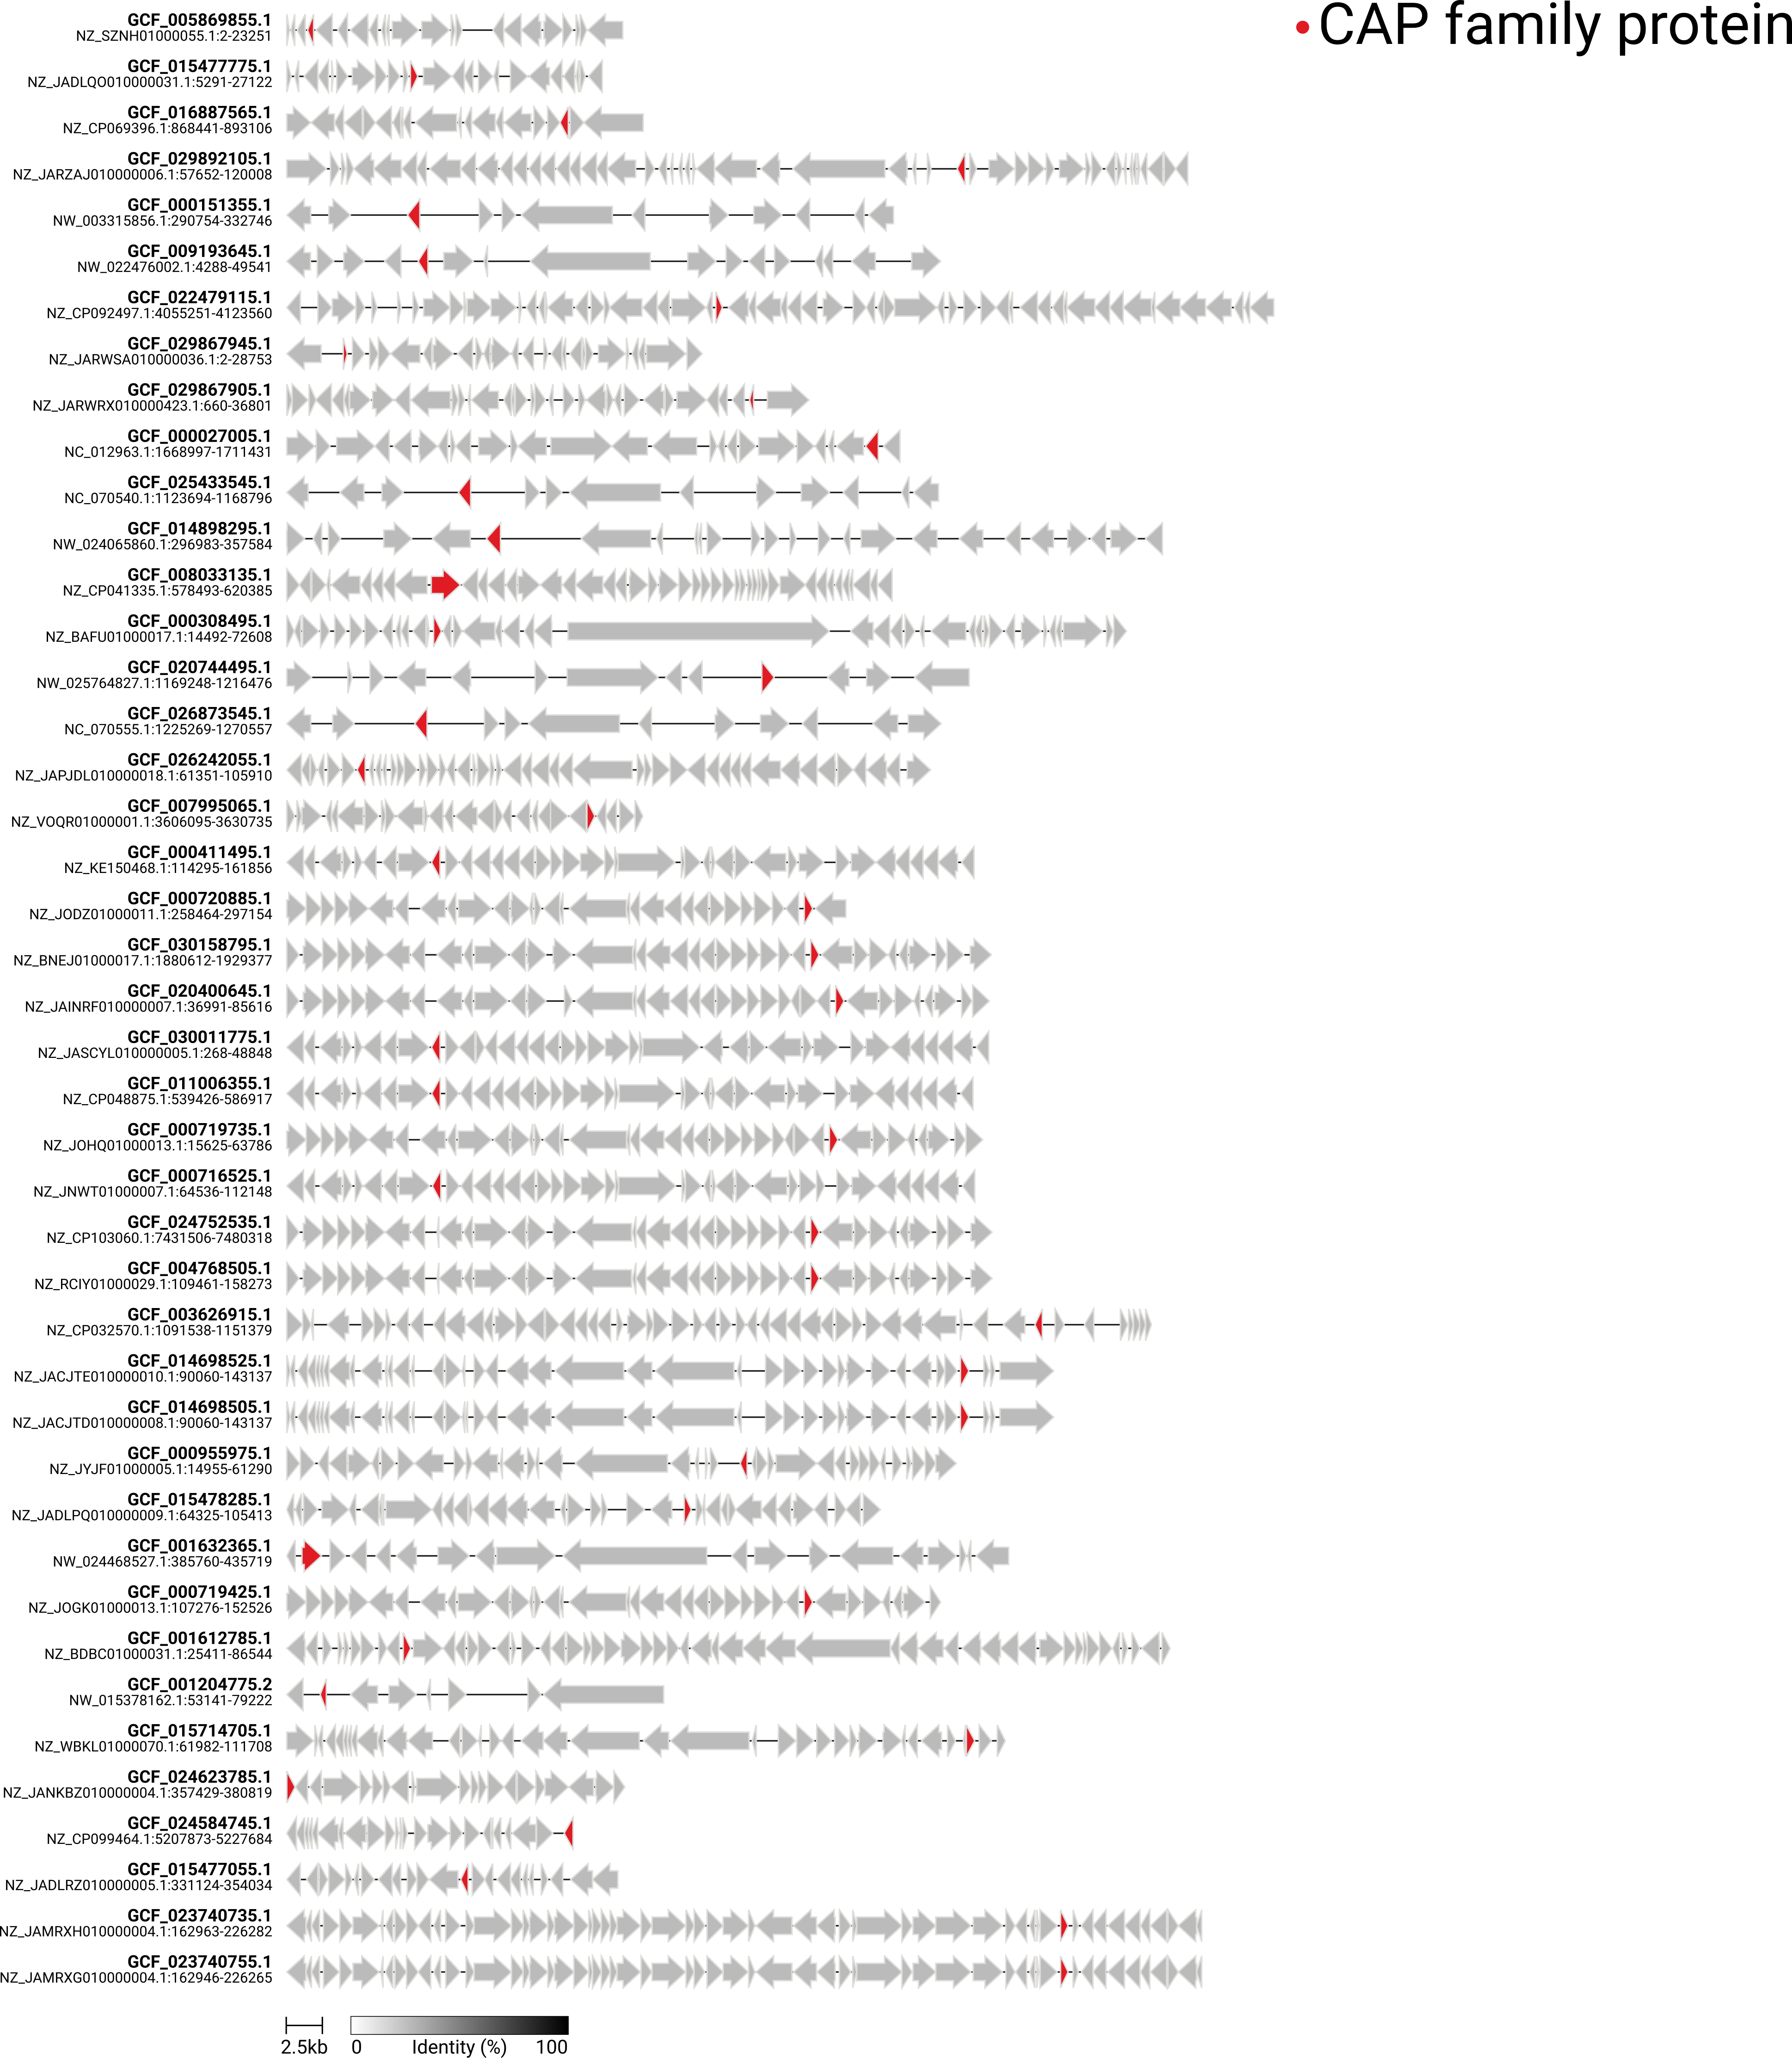 CAP family protein
GCF_005869855.1
NZ_SZNH01000055.1:2-23251
GCF_015477775.1
NZ_JADLQO010000031.1:5291-27122
GCF_016887565.1
NZ_CP069396.1:868441-893106
GCF_029892105.1
NZ_JARZAJ010000006.1:57652-120008
GCF_000151355.1
NW_003315856.1:290754-332746
GCF_009193645.1
NW_022476002.1:4288-49541
GCF_022479115.1
NZ_CP092497.1:4055251-4123560
GCF_029867945.1
NZ_JARWSA010000036.1:2-28753
GCF_029867905.1
NZ_JARWRX010000423.1:660-36801
GCF_000027005.1
NC_012963.1:1668997-1711431
GCF_025433545.1
NC_070540.1:1123694-1168796
GCF_014898295.1
NW_024065860.1:296983-357584
GCF_008033135.1
NZ_CP041335.1:578493-620385
GCF_000308495.1
NZ_BAFU01000017.1:14492-72608
GCF_020744495.1
NW_025764827.1:1169248-1216476
GCF_026873545.1
NC_070555.1:1225269-1270557
GCF_026242055.1
NZ_JAPJDL010000018.1:61351-105910
GCF_007995065.1
NZ_VOQR01000001.1:3606095-3630735
GCF_000411495.1
NZ_KE150468.1:114295-161856
GCF_000720885.1
NZ_JODZ01000011.1:258464-297154
GCF_030158795.1
NZ_BNEJ01000017.1:1880612-1929377
GCF_020400645.1
NZ_JAINRF010000007.1:36991-85616
GCF_030011775.1
NZ_JASCYL010000005.1:268-48848
GCF_011006355.1
NZ_CP048875.1:539426-586917
GCF_000719735.1
NZ_JOHQ01000013.1:15625-63786
GCF_000716525.1
NZ_JNWT01000007.1:64536-112148
GCF_024752535.1
NZ_CP103060.1:7431506-7480318
GCF_004768505.1
NZ_RCIY01000029.1:109461-158273
GCF_003626915.1
NZ_CP032570.1:1091538-1151379
GCF_014698525.1
NZ_JACJTE010000010.1:90060-143137
GCF_014698505.1
NZ_JACJTD010000008.1:90060-143137
GCF_000955975.1
NZ_JYJF01000005.1:14955-61290
GCF_015478285.1
NZ_JADLPQ010000009.1:64325-105413
GCF_001632365.1
NW_024468527.1:385760-435719
GCF_000719425.1
NZ_JOGK01000013.1:107276-152526
GCF_001612785.1
NZ_BDBC01000031.1:25411-86544
GCF_001204775.2
NW_015378162.1:53141-79222
GCF_015714705.1
NZ_WBKL01000070.1:61982-111708
GCF_024623785.1
NZ_JANKBZ010000004.1:357429-380819
GCF_024584745.1
NZ_CP099464.1:5207873-5227684
GCF_015477055.1
NZ_JADLRZ010000005.1:331124-354034
GCF_023740735.1
NZ_JAMRXH010000004.1:162963-226282
GCF_023740755.1
NZ_JAMRXG010000004.1:162946-226265
2.5kb 0 Identity (%) 100